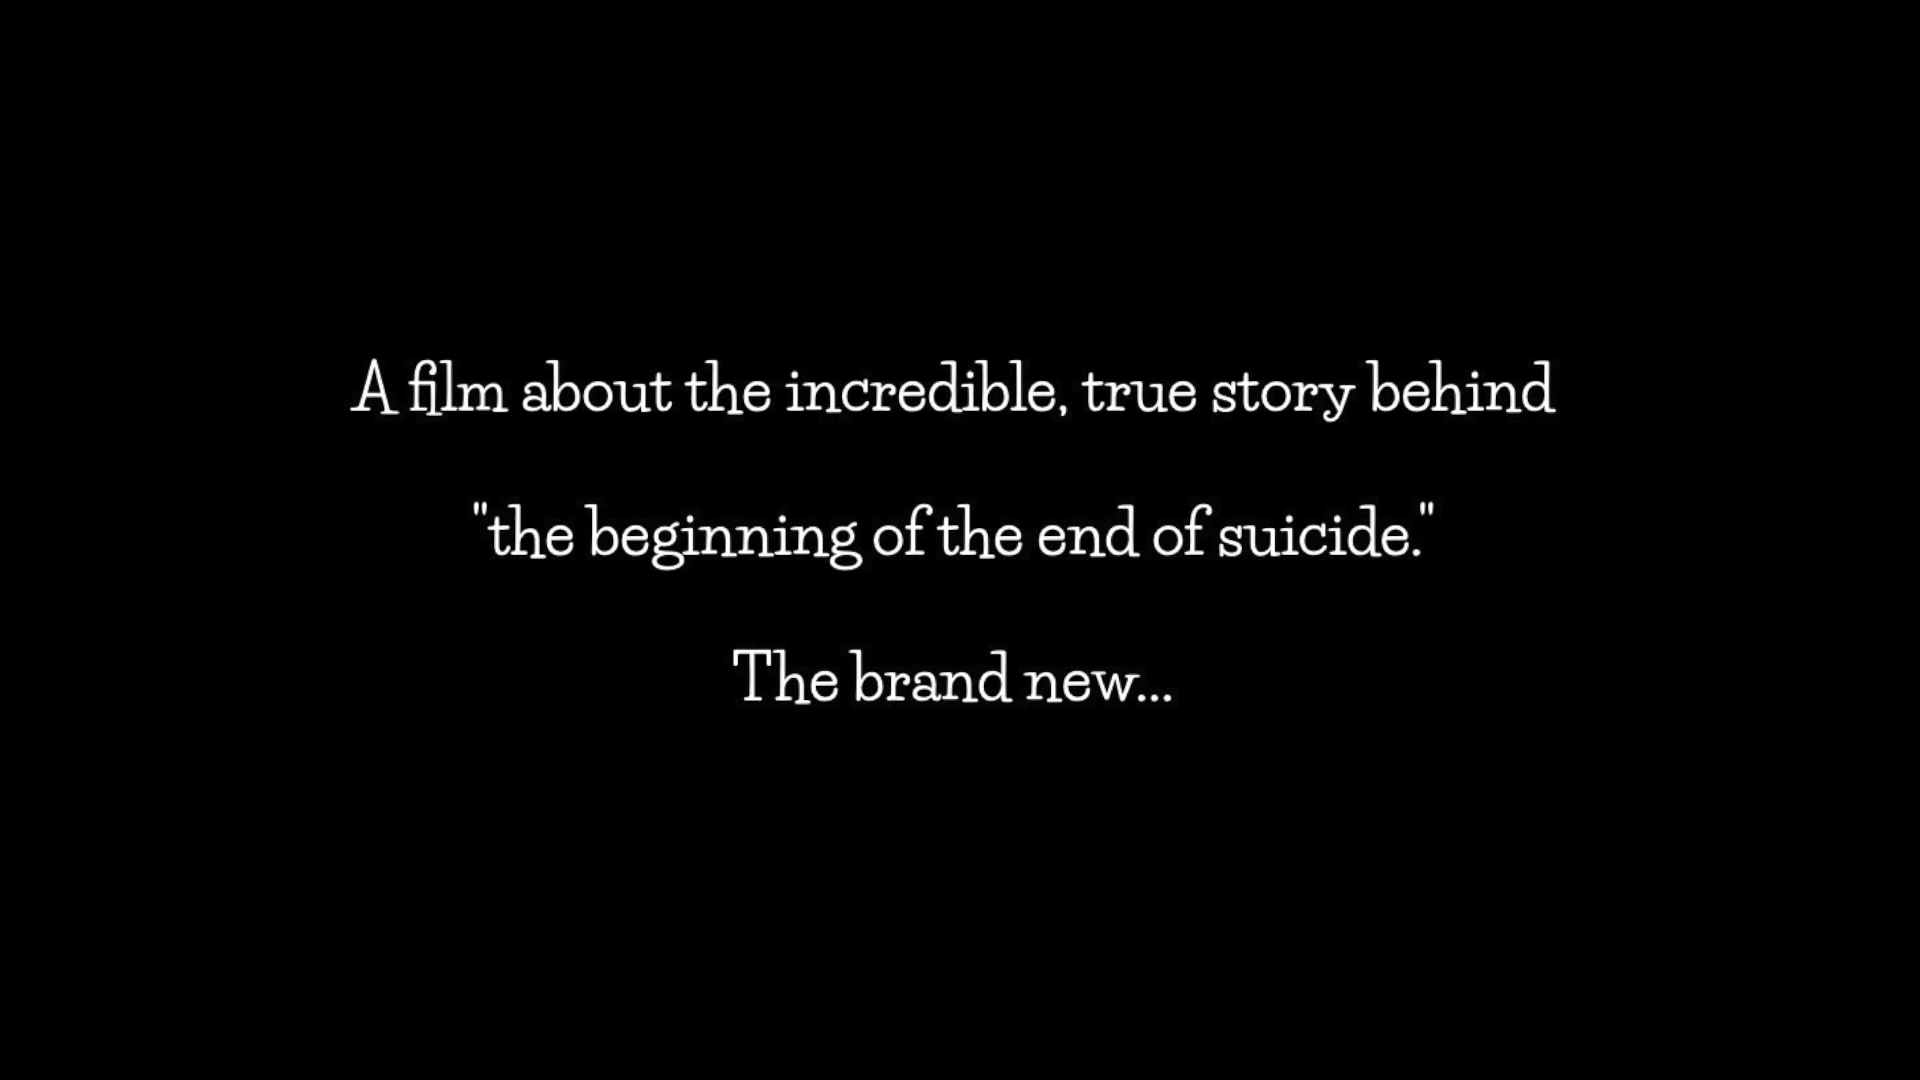 A film about the incredible, true story behind
"the beginning of the end of suicide."
The brand new...